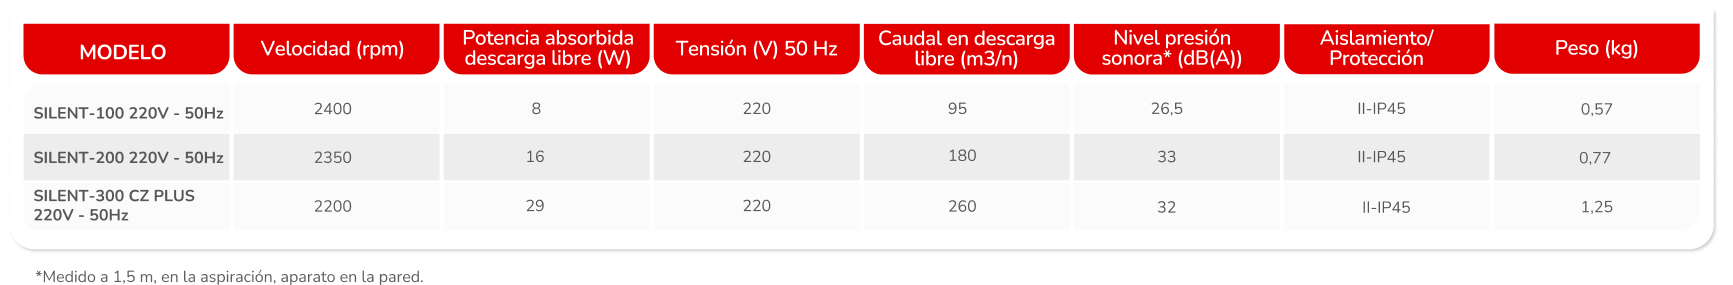 MODELO
Velocidad (rpm)
Potencia absorbida
descarga libre (W)
Tensión (V) 50 Hz
Caudal en descarga
libre (m3/n)
Nivel presión
sonora* (dB(A))
Aislamiento/
Protección
Peso (kg)
SILENT-100 220V - 50Hz
2400
8
220
95
26,5
II-IP45
0,57
SILENT-200 220V - 50Hz
2350
16
220
180
33
II-IP45
0,77
SILENT-300 CZ PLUS
220V - 50Hz
2200
29
220
260
32
II-IP45
1,25
*Medido a 1,5 m, en la aspiración, aparato en la pared.